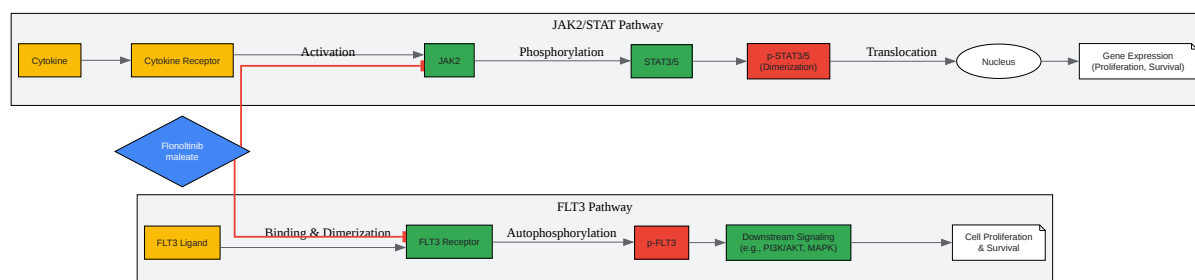 JAK2/STAT Pathway
Cytokine
Cytokine Receptor
Activation
JAK2
Phosphorylation
STAT3/5
p-STAT3/5
(Dimerization)
Translocation
Nucleus
Gene Expression
(Proliferation, Survival)
Flonoltinib
maleate
FLT3 Pathway
FLT3 Ligand
Binding & Dimerization
FLT3 Receptor
Autophosphorylation
p-FLT3
Downstream Signaling
(e.g., PI3K/AKT, MAPK)
Cell Proliferation
& Survival